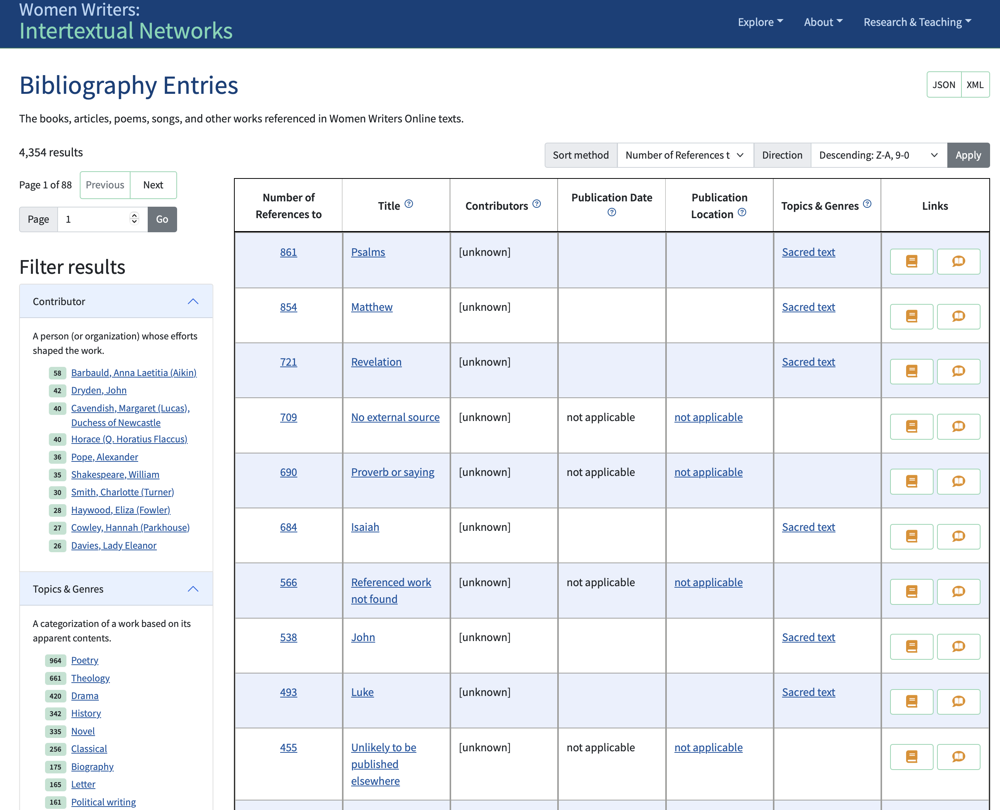 Women Writers:
Intertextual Networks
Explore
About
Research & Teaching
Bibliography Entries
JSON
XML
The books, articles, poems, songs, and other works referenced in Women Writers Online texts.
4,354 results
Sort method
Number of References t
Direction
Descending: Z-A, 9-0
Apply
Page 1 of 88
Previous
Next
Page
1
Go
Filter results
Contributor
A person (or organization) whose efforts
shaped the work.
58 Barbauld, Anna Laetitia (Aikin)
42 Dryden, John
40 Cavendish, Margaret (Lucas),
Duchess of Newcastle
40 Horace (Q. Horatius Flaccus)
36 Pope, Alexander
35 Shakespeare, William
30 Smith, Charlotte (Turner)
28 Haywood, Eliza (Fowler)
27 Cowley, Hannah (Parkhouse)
26 Davies, Lady Eleanor
Topics & Genres
A categorization of a work based on its
apparent contents.
964 Poetry
661 Theology
420 Drama
342 History
335 Novel
256 Classical
175 Biography
165 Letter
161 Political writing
Number of
References to
Title ?
Contributors ?
Publication Date
?
Publication
Location ?
Topics & Genres ?
Links
861 Psalms [unknown] Sacred text
854 Matthew [unknown] Sacred text
721 Revelation [unknown] Sacred text
709 No external source [unknown] not applicable not applicable
690 Proverb or saying [unknown] not applicable not applicable
684 Isaiah [unknown] Sacred text
566 Referenced work [unknown] not applicable not applicable
not found
538 John [unknown] Sacred text
493 Luke [unknown] Sacred text
455 Unlikely to be [unknown] not applicable not applicable
published
elsewhere